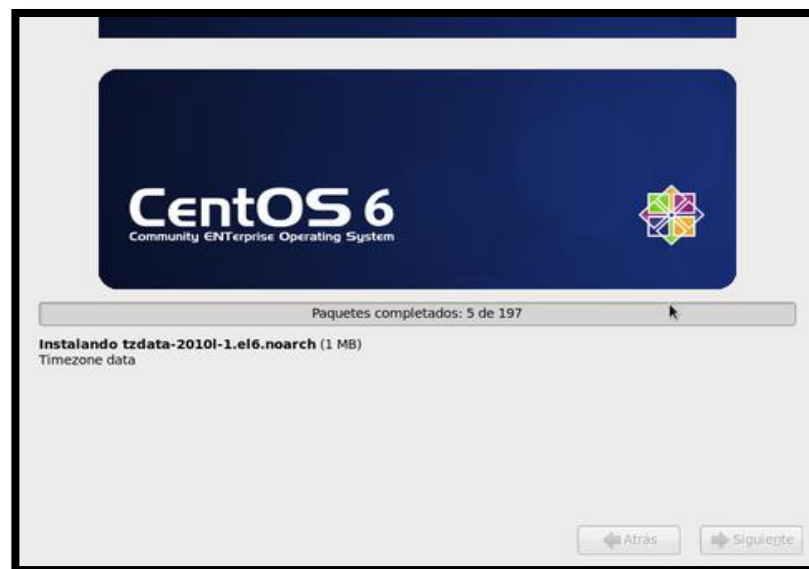 CentOS 6
Community ENTerprise Operating System
Paquetes completados: 5 de 197
Instalando tzdata-2010l-1.el6.noarch (1 MB)
Timezone data
Atrás
Siguiente